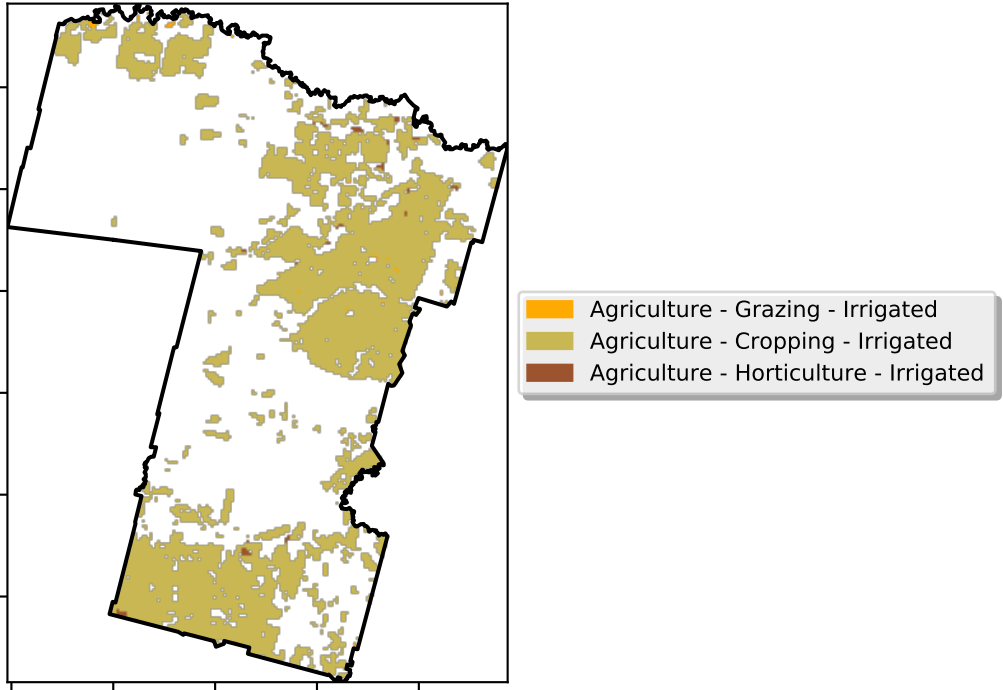 Agriculture - Grazing - Irrigated
Agriculture - Cropping - Irrigated
Agriculture - Horticulture - Irrigated